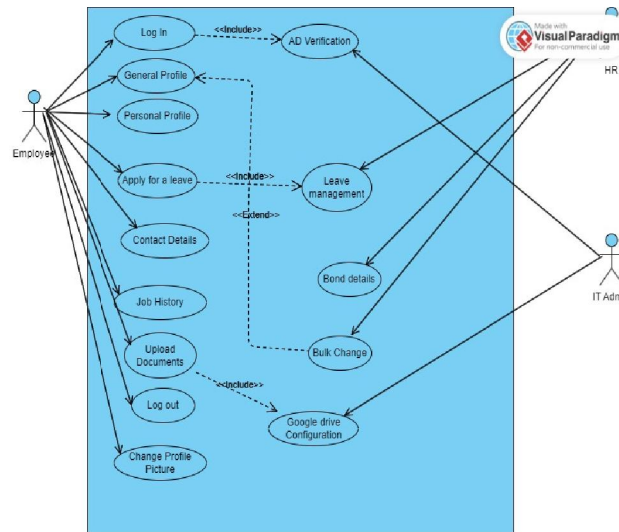 Log In
<<Include>>
AD Verification
Made with
VisualParadigm
For non-commercial use
HR
General Profile
Personal Profile
Employee
Apply for a leave
<<Include>>
Leave
management
<<Extend>>
Contact Details
Bond details
IT Adm
Job History
Upload
Documents
Bulk Change
<<Include>>
Log out
Google drive
Configuration
Change Profile
Picture